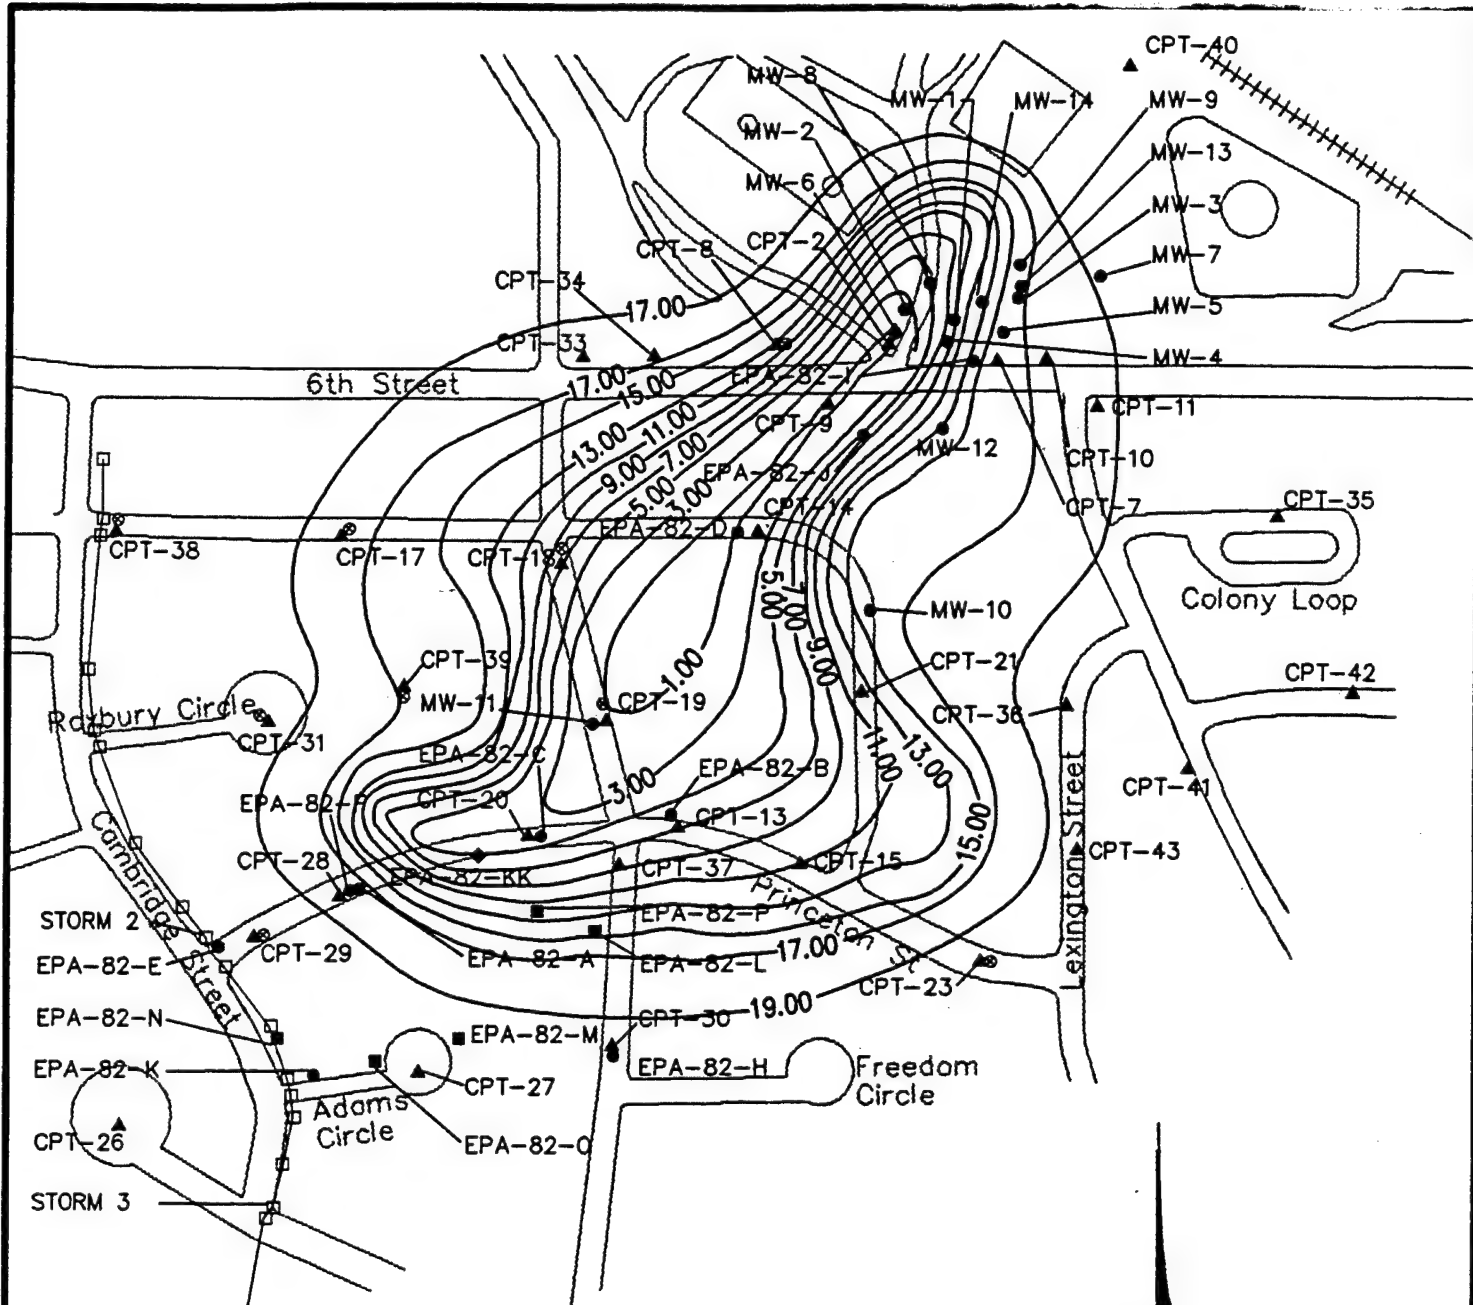 CPT-40
MW-8
MW-1
MW-14
MW-9
MW-2
MW-13
MW-6
MW-3
CPT-8
CPT-2
MW-7
CPT-34
17.00
MW-5
CPT-33
MW-4
6th Street
17.00
15.00
EPA-82-I
CPT-9
CPT-11
13.00
11.00
MW-12
CPT-10
9.00
7.00
EPA-82-J
5.00
3.00
CPT-14
CPT-7
CPT-35
CPT-38
CPT-17
CPT-18
EPA-82-D
5.00
7.00
MW-10
Colony Loop
CPT-39
1.00
9.00
CPT-21
CPT-42
Roxbury Circle
MW-11
CPT-19
CPT-36
CPT-31
EPA-82-C
11.00
13.00
EPA-82-B
CPT-41
EPA-82-F
CPT-20
3.00
CPT-13
15.00
Lexington Street
Cambridge Street
CPT-28
EPA-82-KK
CPT-37
CPT-15
CPT-43
Princeton St
STORM 2
EPA-82-P
EPA-82-E
CPT-29
EPA-82-A
EPA-82-L
17.00
CPT-23
EPA-82-N
19.00
EPA-82-M
CPT-30
EPA-82-K
CPT-27
EPA-82-H
Freedom
Circle
Adams
Circle
CPT-26
EPA-82-O
STORM 3